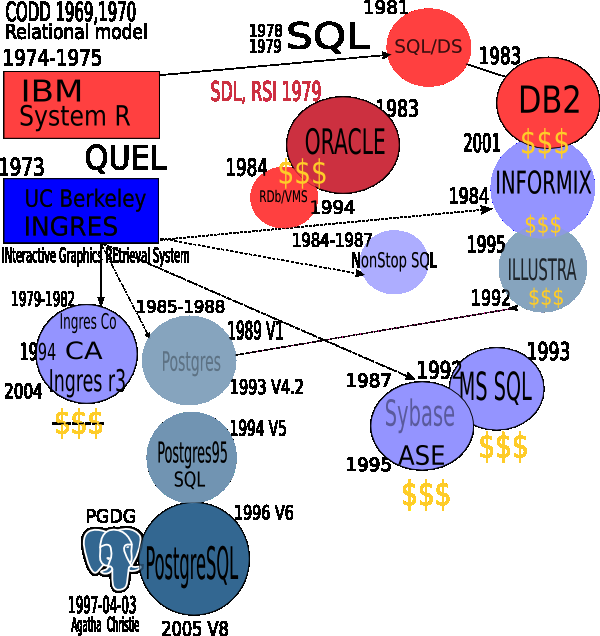 CODD 1969,1970
Relational model
1974-1975
IBM
System R
1978
1979
SQL
1981
SQL/DS
1983
DB2
$$$
SDL, RSI 1979
1983
ORACLE
$$$
1984
RDb/VMS
1994
2001
INFORMIX
$$$
1984
1973
QUEL
UC Berkeley
INGRES
INteractive Graphics REtrieval System
1984-1987
NonStop SQL
1995
ILLUSTRA
$$$
1992
1979-1982
Ingres Co
1994 CA
Ingres r3
2004
$$$
1985-1988
1989 V1
Postgres
1993 V4.2
1994 V5
Postgres95
SQL
1992
1993
MS SQL
$$$
1987
Sybase
ASE
1995
$$$
1996 V6
PGDG
PostgreSQL
1997-04-03
Agatha Christie
2005 V8